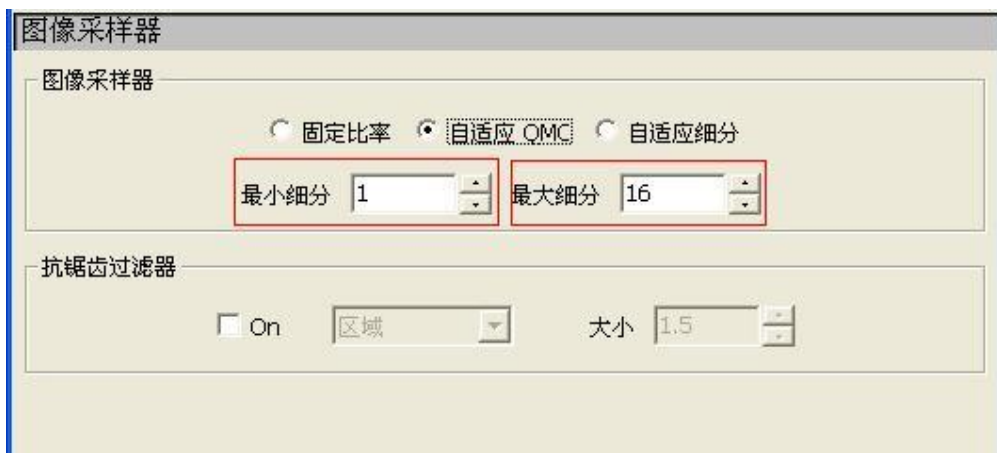 图像采样器
图像采样器
固定比率 自适应 QMC 自适应细分
最小细分 1 最大细分 16
抗锯齿过滤器
On 区域 大小 1.5